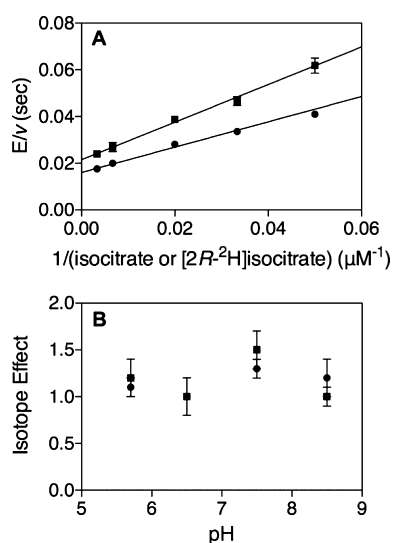 A
0.08
0.06
0.04
0.02
0.00
E/v (sec)
0.00 0.02 0.04 0.06
1/(isocitrate or [2R-²H]isocitrate) (µM⁻¹)
B
2.0
1.5
1.0
0.5
0.0
Isotope Effect
5 6 7 8 9
pH